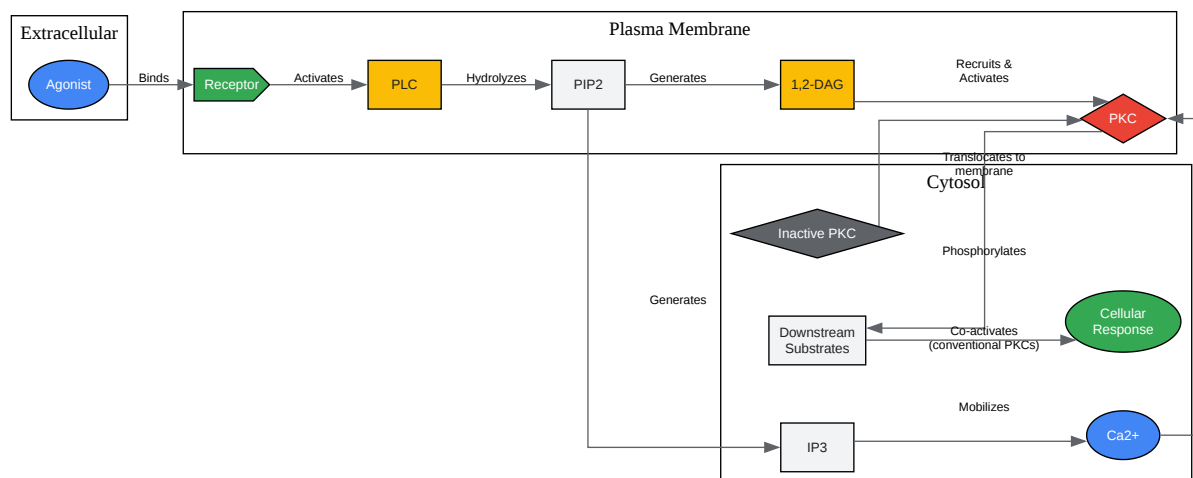 Extracellular
Plasma Membrane
Agonist
Binds
Receptor
Activates
PLC
Hydrolyzes
PIP2
Generates
1,2-DAG
Recruits &
Activates
PKC
Translocates to
membrane
Cytosol
Inactive PKC
Phosphorylates
Generates
Cellular
Response
Downstream
Substrates
Co-activates
(conventional PKCs)
Mobilizes
IP3
Ca2+